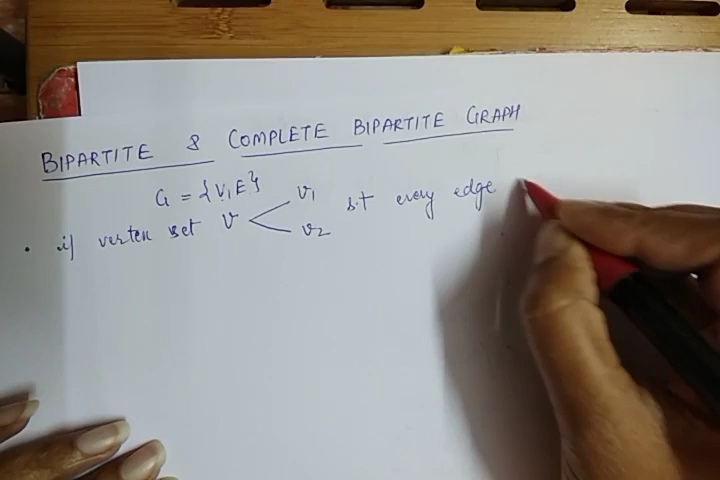 BIPARTITE & COMPLETE BIPARTITE GRAPH
G = {V, E}
• if vertex set V < V1 s.t every edge
V2